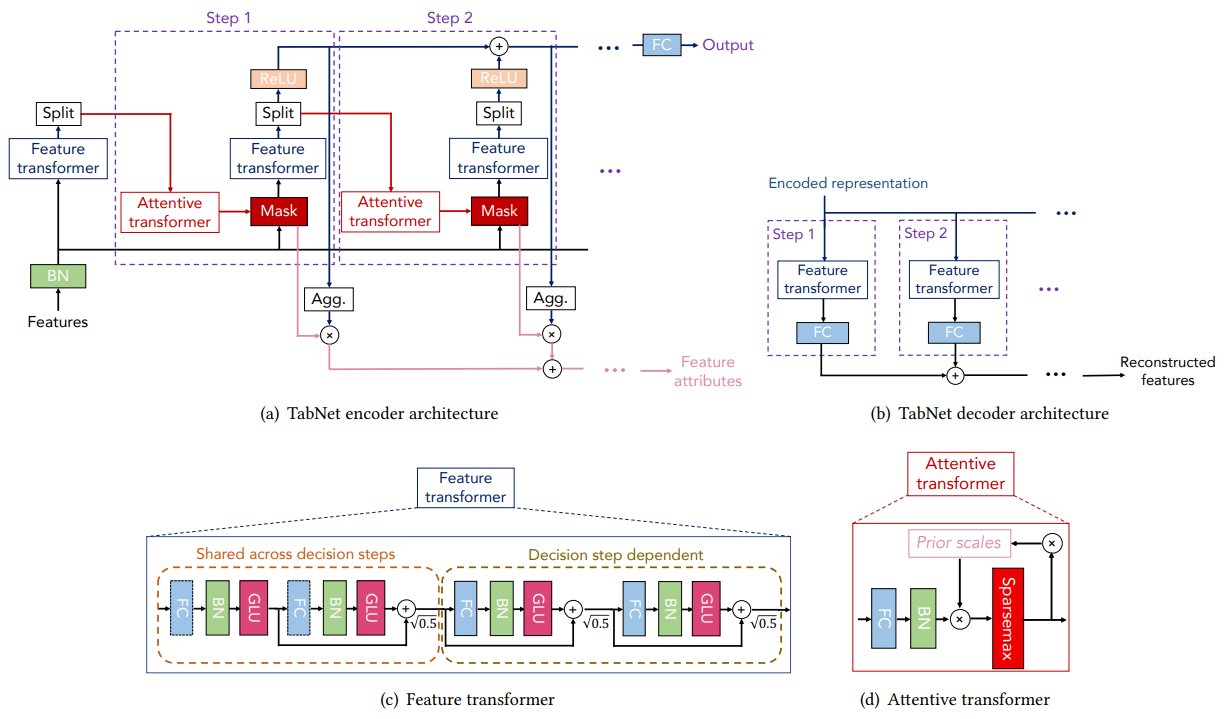 Step 1
Step 2
FC
Output
ReLU
ReLU
Split
Split
Split
Feature
transformer
Feature
transformer
Feature
transformer
Attentive
transformer
Mask
Attentive
transformer
Mask
BN
Features
Agg.
Agg.
Feature
attributes
(a) TabNet encoder architecture
Encoded representation
Step 1
Step 2
Feature
transformer
Feature
transformer
FC
FC
Reconstructed
features
(b) TabNet decoder architecture
Feature
transformer
Shared across decision steps
Decision step dependent
FC
BN
GLU
FC
BN
GLU
√0.5
FC
BN
GLU
√0.5
FC
BN
GLU
√0.5
(c) Feature transformer
Attentive
transformer
Prior scales
FC
BN
Sparsemax
(d) Attentive transformer